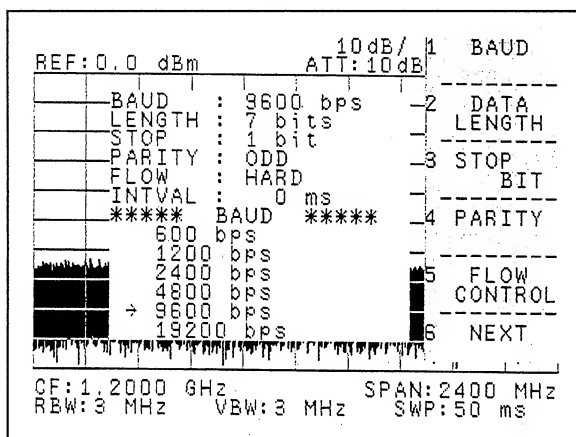 10dB/
REF:0.0 dBm ATT:10dB
BAUD : 9600 bps
LENGTH : 7 bits
STOP : 1 bit
PARITY : ODD
FLOW : HARD
INTVAL : 0 ms
***** BAUD *****
600 bps
1200 bps
2400 bps
4800 bps
→ 9600 bps
19200 bps
CF:1.2000 GHz SPAN:2400 MHz
RBW:3 MHz VBW:3 MHz SWP:50 ms
1 BAUD
2 DATA
LENGTH
3 STOP
BIT
4 PARITY
5 FLOW
CONTROL
6 NEXT